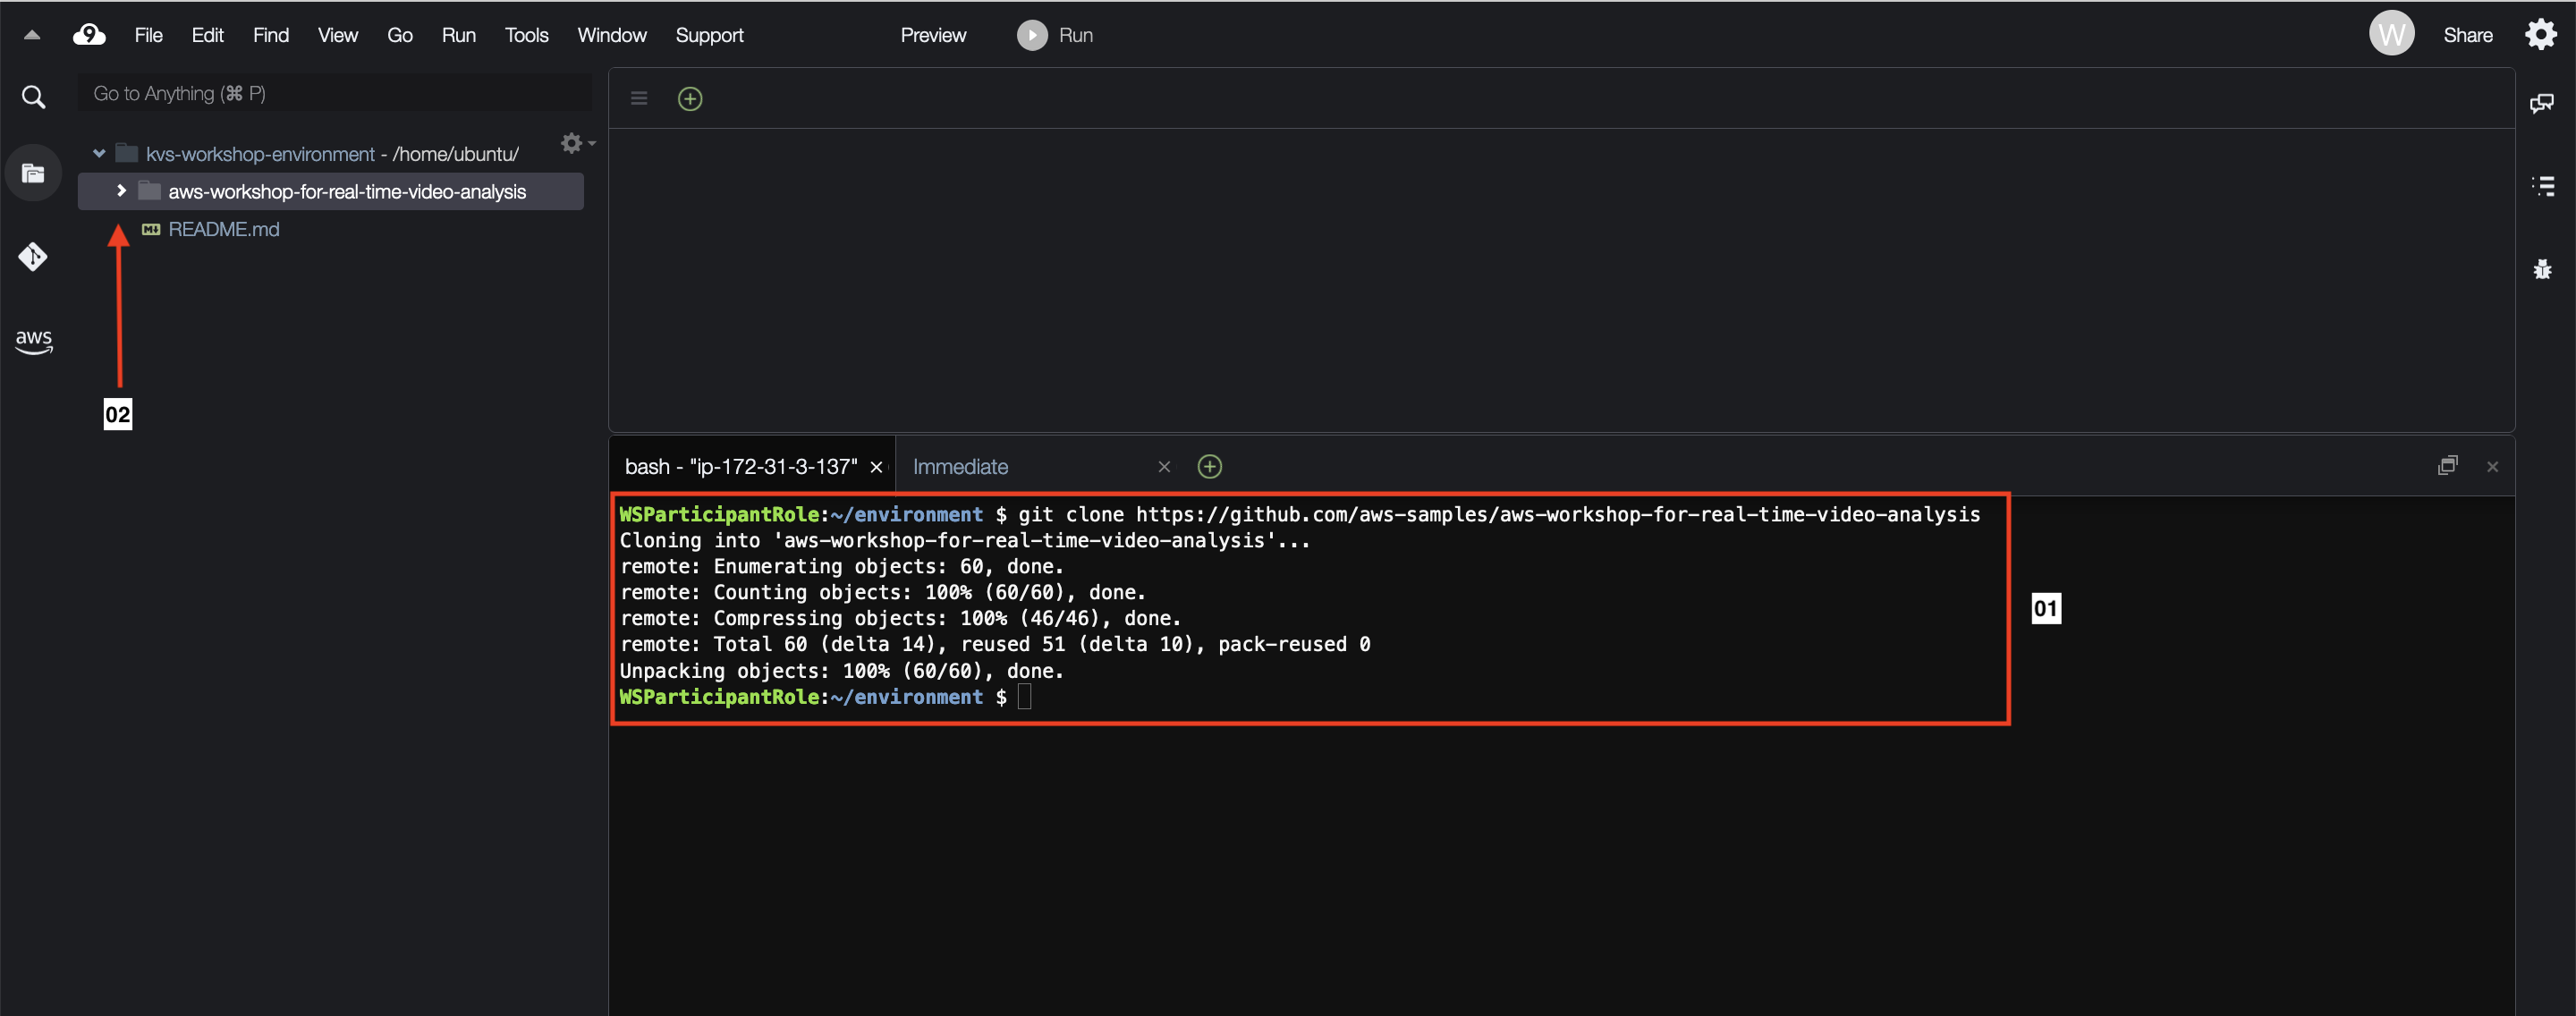 9 File Edit Find View Go Run Tools Window Support Preview Run W Share
Go to Anything (⌘ P)
kvs-workshop-environment - /home/ubuntu/
aws-workshop-for-real-time-video-analysis
M↓ README.md
aws
02
bash - "ip-172-31-3-137" Immediate
WSParticipantRole:~/environment $ git clone https://github.com/aws-samples/aws-workshop-for-real-time-video-analysis
Cloning into 'aws-workshop-for-real-time-video-analysis'...
remote: Enumerating objects: 60, done.
remote: Counting objects: 100% (60/60), done.
remote: Compressing objects: 100% (46/46), done.
remote: Total 60 (delta 14), reused 51 (delta 10), pack-reused 0
Unpacking objects: 100% (60/60), done.
WSParticipantRole:~/environment $
01